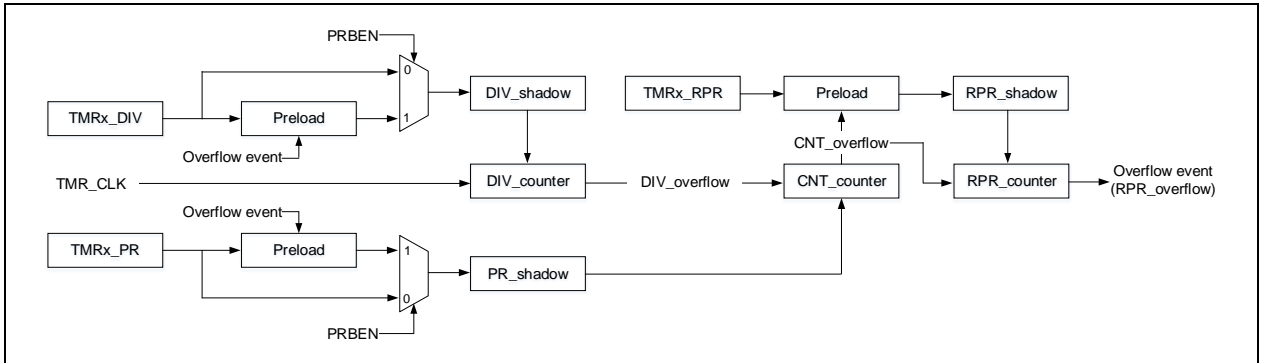 PRBEN
0
DIV_shadow
TMRx_RPR
Preload
RPR_shadow
TMRx_DIV
Preload
1
Overflow event
CNT_overflow
TMR_CLK
DIV_counter
DIV_overflow
CNT_counter
RPR_counter
Overflow event
(RPR_overflow)
Overflow event
TMRx_PR
Preload
1
PR_shadow
0
PRBEN